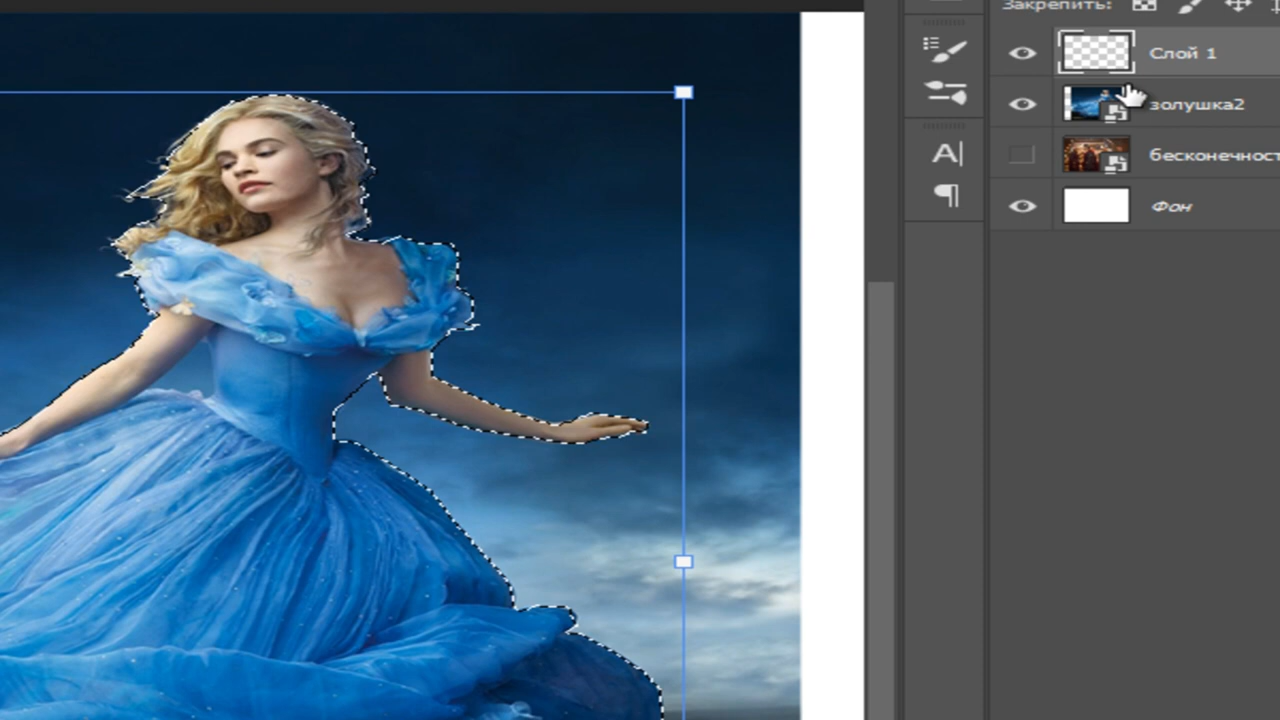 Закрепить:
Слой 1
золушка2
бесконечност
Фон
A|
¶